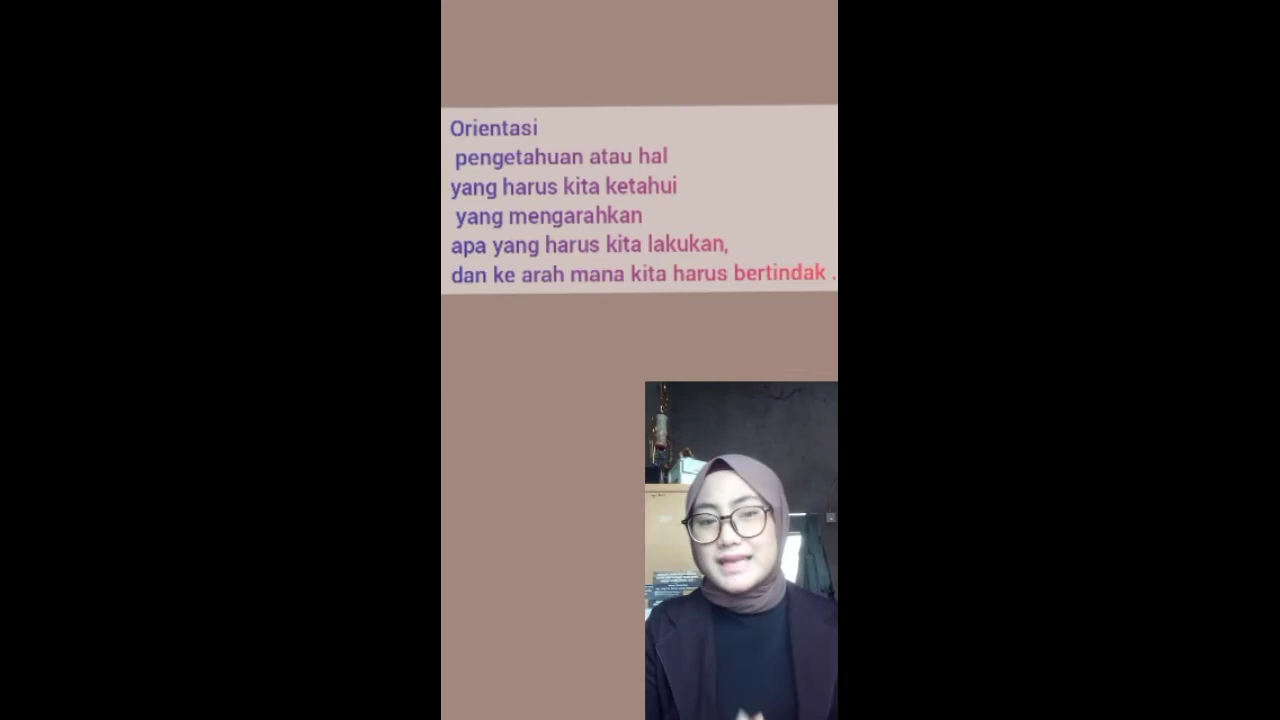 Orientasi
pengetahuan atau hal
yang harus kita ketahui
yang mengarahkan
apa yang harus kita lakukan,
dan ke arah mana kita harus bertindak .